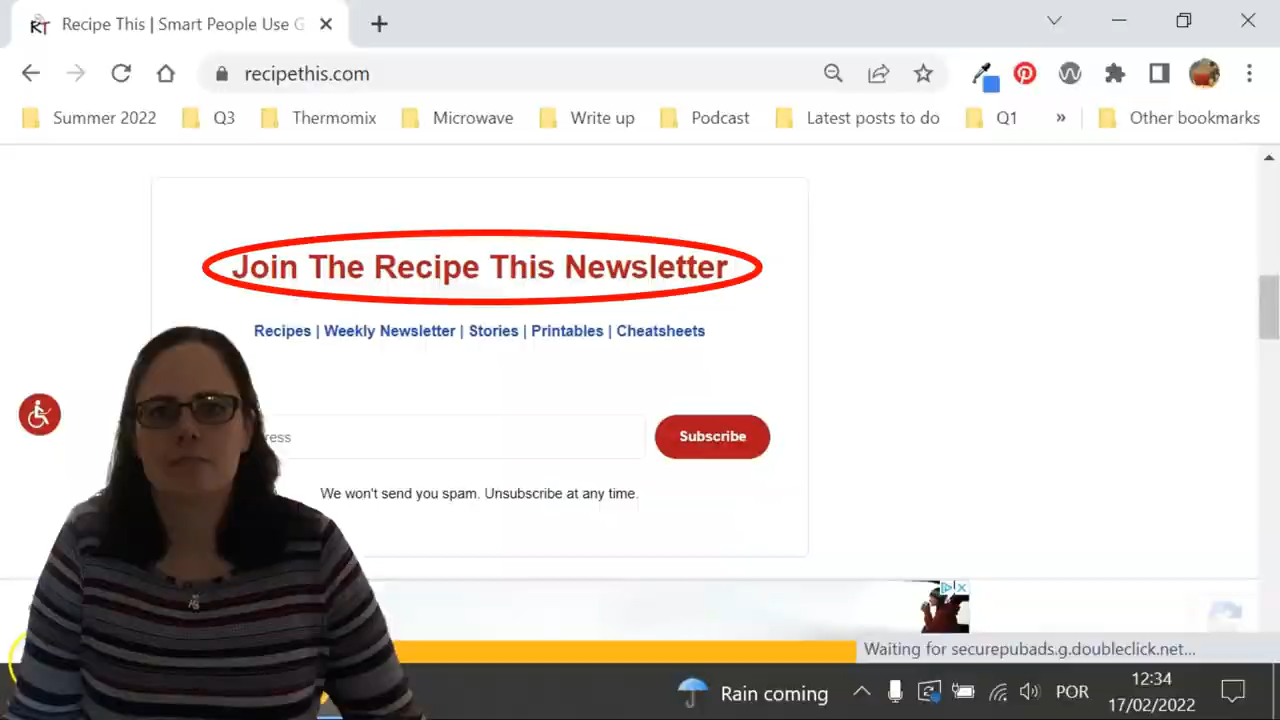 RT Recipe This | Smart People Use G
recipethis.com
Summer 2022 Q3 Thermomix Microwave Write up Podcast Latest posts to do Q1 » Other bookmarks
Join The Recipe This Newsletter
Recipes | Weekly Newsletter | Stories | Printables | Cheatsheets
ress Subscribe
We won't send you spam. Unsubscribe at any time.
Waiting for securepubads.g.doubleclick.net...
Rain coming POR 12:34
17/02/2022